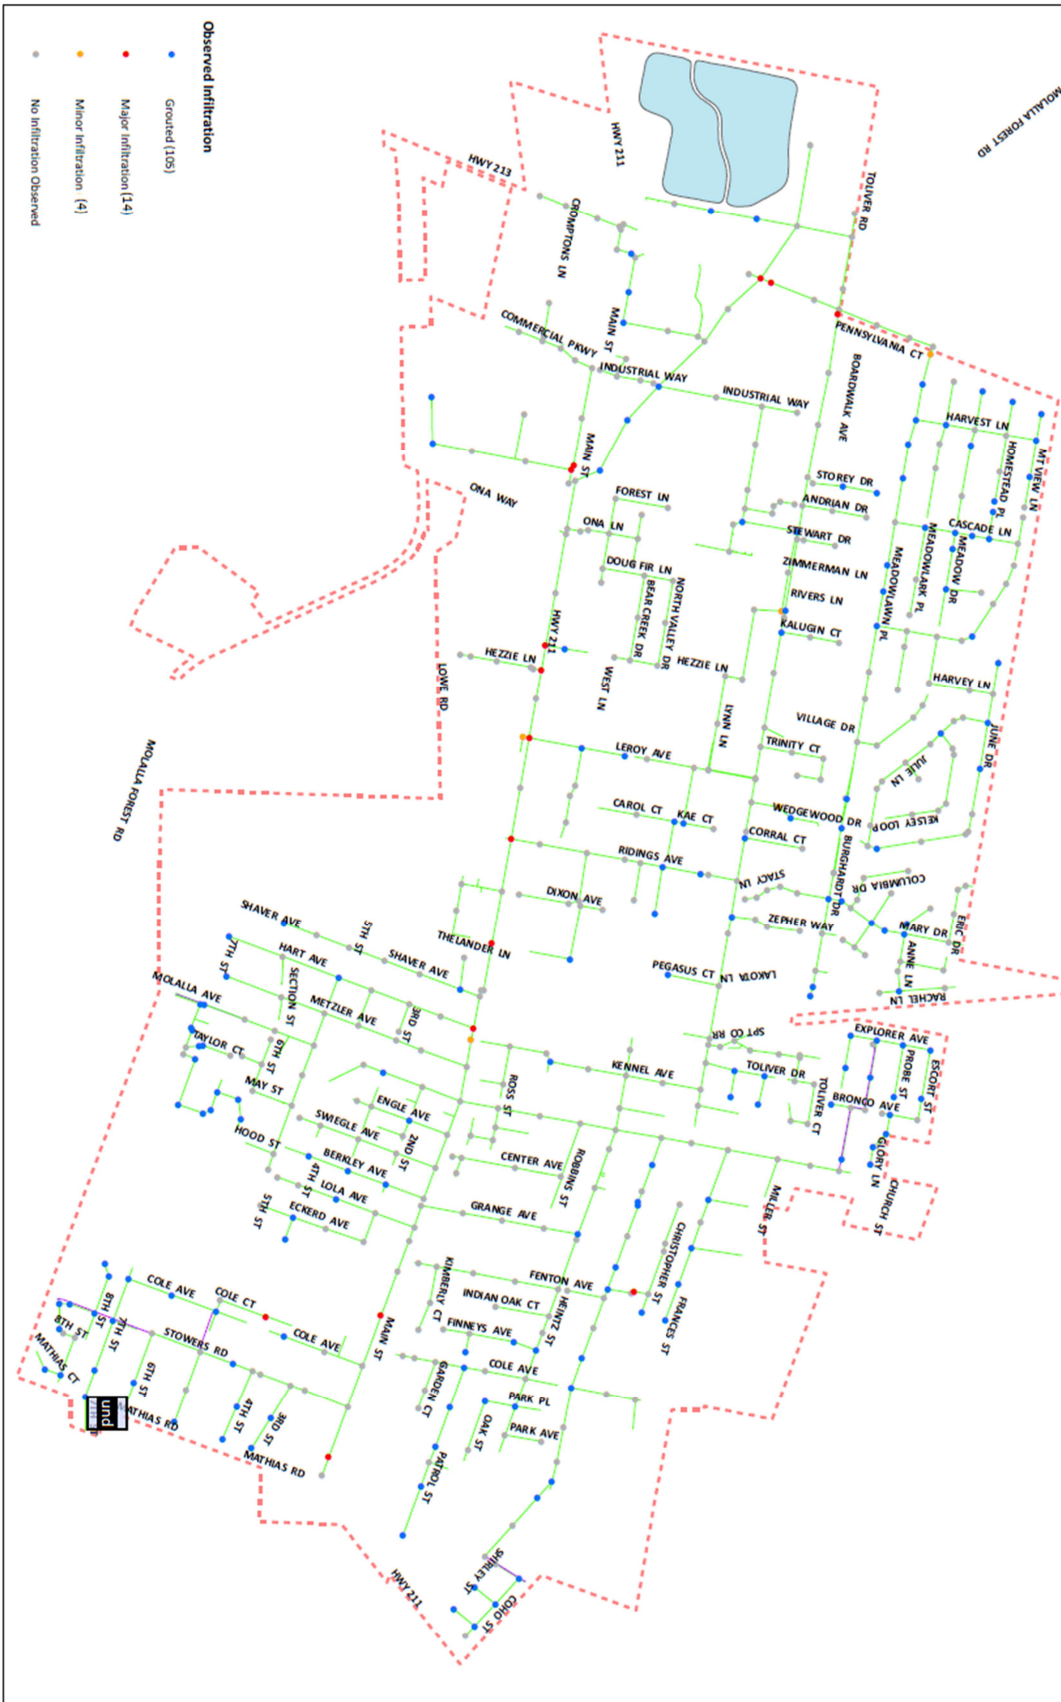 Observed Infiltration
Grouted (105)
Major Infiltration (14)
Minor Infiltration (4)
No Infiltration Observed
MOLALLA FOREST RD
TOLIVER RD
HWY 211
HWY 213
CROMPTONS LN
MAIN ST
COMMERCIAL PKWY
INDUSTRIAL WAY
INDUSTRIAL WAY
PENNSYLVANIA CT
BOARDWALK AVE
HARVEST LN
HOMESTEAD PL
MT VIEW LN
MAIN ST
ONA WAY
FOREST LN
ONA LN
STOREY DR
ANDRIAN DR
STEWART DR
CASCADE LN
MEADOWLARK PL
MEADOW DR
MEADOWLAWN PL
DOUG FIR LN
BEAR CREEK DR
NORTH VALLEY DR
ZIMMERMAN LN
RIVERS LN
KALUGIN CT
HWY 211
HEZZIE LN
HEZZIE LN
WEST LN
LOWE RD
LYNN LN
HARVEY LN
VILLAGE DR
JUNE DR
JULIE LN
TRINITY CT
LEROY AVE
MOLALLA FOREST RD
CAROL CT
KAE CT
WEDGEWOOD DR
CORRAL CT
KELSEY LOOP
BURGHARDT DR
RIDINGS AVE
STACY LN
COLUMBIA DR
DIXON AVE
ZEPHER WAY
MARY DR
ERIC DR
ANNE LN
RACHEL LN
SHAVER AVE
5TH ST
SHAVER AVE
THELANDER LN
PEGASUS CT
LAKOTA LN
7TH ST
HART AVE
SECTION ST
METZLER AVE
3RD ST
MOLALLA AVE
TAYLOR CT
6TH ST
MAY ST
ROSS ST
KENNEL AVE
SPT CO RR
TOLIVER DR
TOLIVER CT
EXPLORER AVE
PROBE ST
ESCORT ST
BRONCO AVE
GLORY LN
CHURCH ST
ENGLE AVE
SWIEGLE AVE
2ND ST
HOOD ST
BERKLEY AVE
4TH ST
LOLA AVE
5TH ST
ECKERD AVE
CENTER AVE
ROBBINS ST
GRANGE AVE
MILLER ST
CHRISTOPHER ST
FRANCES ST
KIMBERLY CT
FENTON AVE
INDIAN OAK CT
HEINTZ ST
FINNEYS AVE
COLE AVE
GARDEN CT
PARK PL
OAK ST
PARK AVE
PATROL ST
COLE AVE
COLE CT
COLE AVE
MAIN ST
8TH ST
8TH ST
7TH ST
STOWERS RD
MATHIAS CT
6TH ST
4TH ST
3RD ST
MATHIAS RD
und
SHIRLEY ST
COHO ST
HWY 211